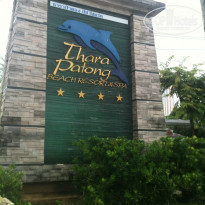 Thara
Patong
BEACH RESORT & SPA